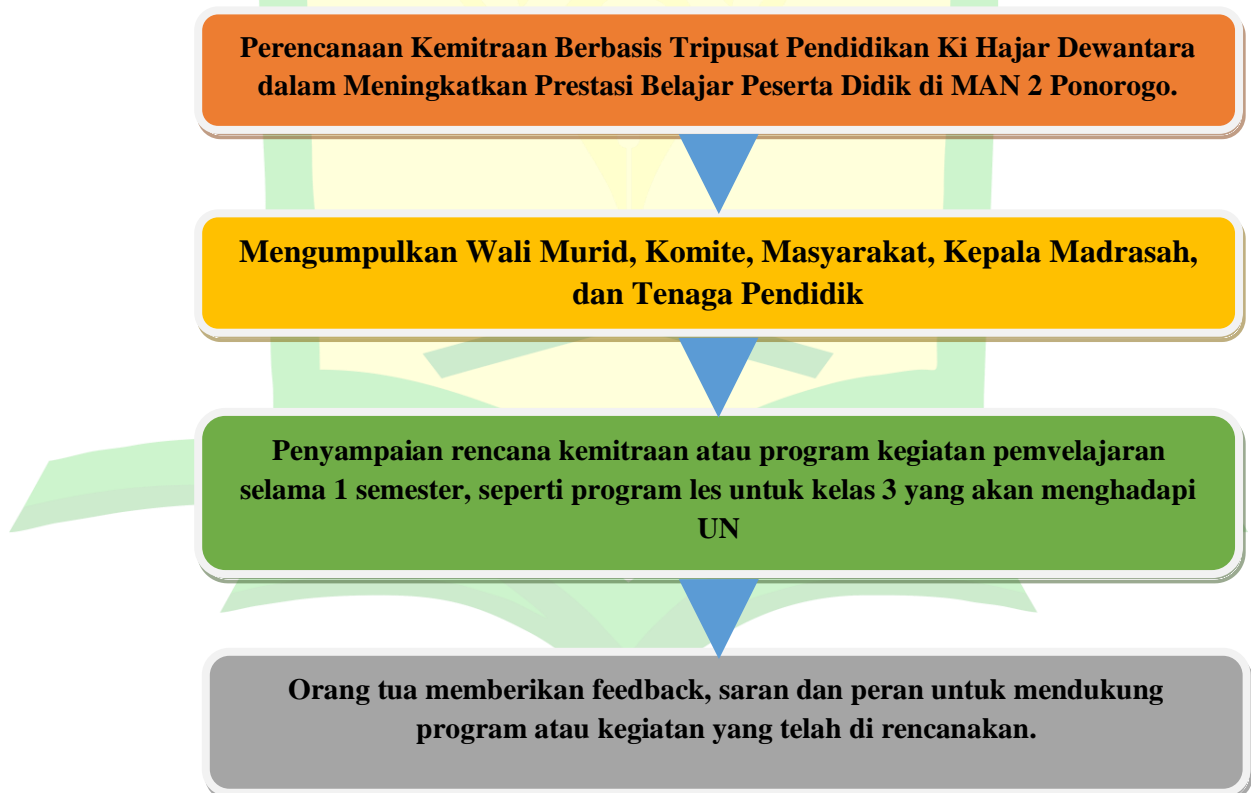 Perencanaan Kemitraan Berbasis Tripusat Pendidikan Ki Hajar Dewantara
dalam Meningkatkan Prestasi Belajar Peserta Didik di MAN 2 Ponorogo.
Mengumpulkan Wali Murid, Komite, Masyarakat, Kepala Madrasah,
dan Tenaga Pendidik
Penyampaian rencana kemitraan atau program kegiatan pemvelajaran
selama 1 semester, seperti program les untuk kelas 3 yang akan menghadapi
UN
Orang tua memberikan feedback, saran dan peran untuk mendukung
program atau kegiatan yang telah di rencanakan.